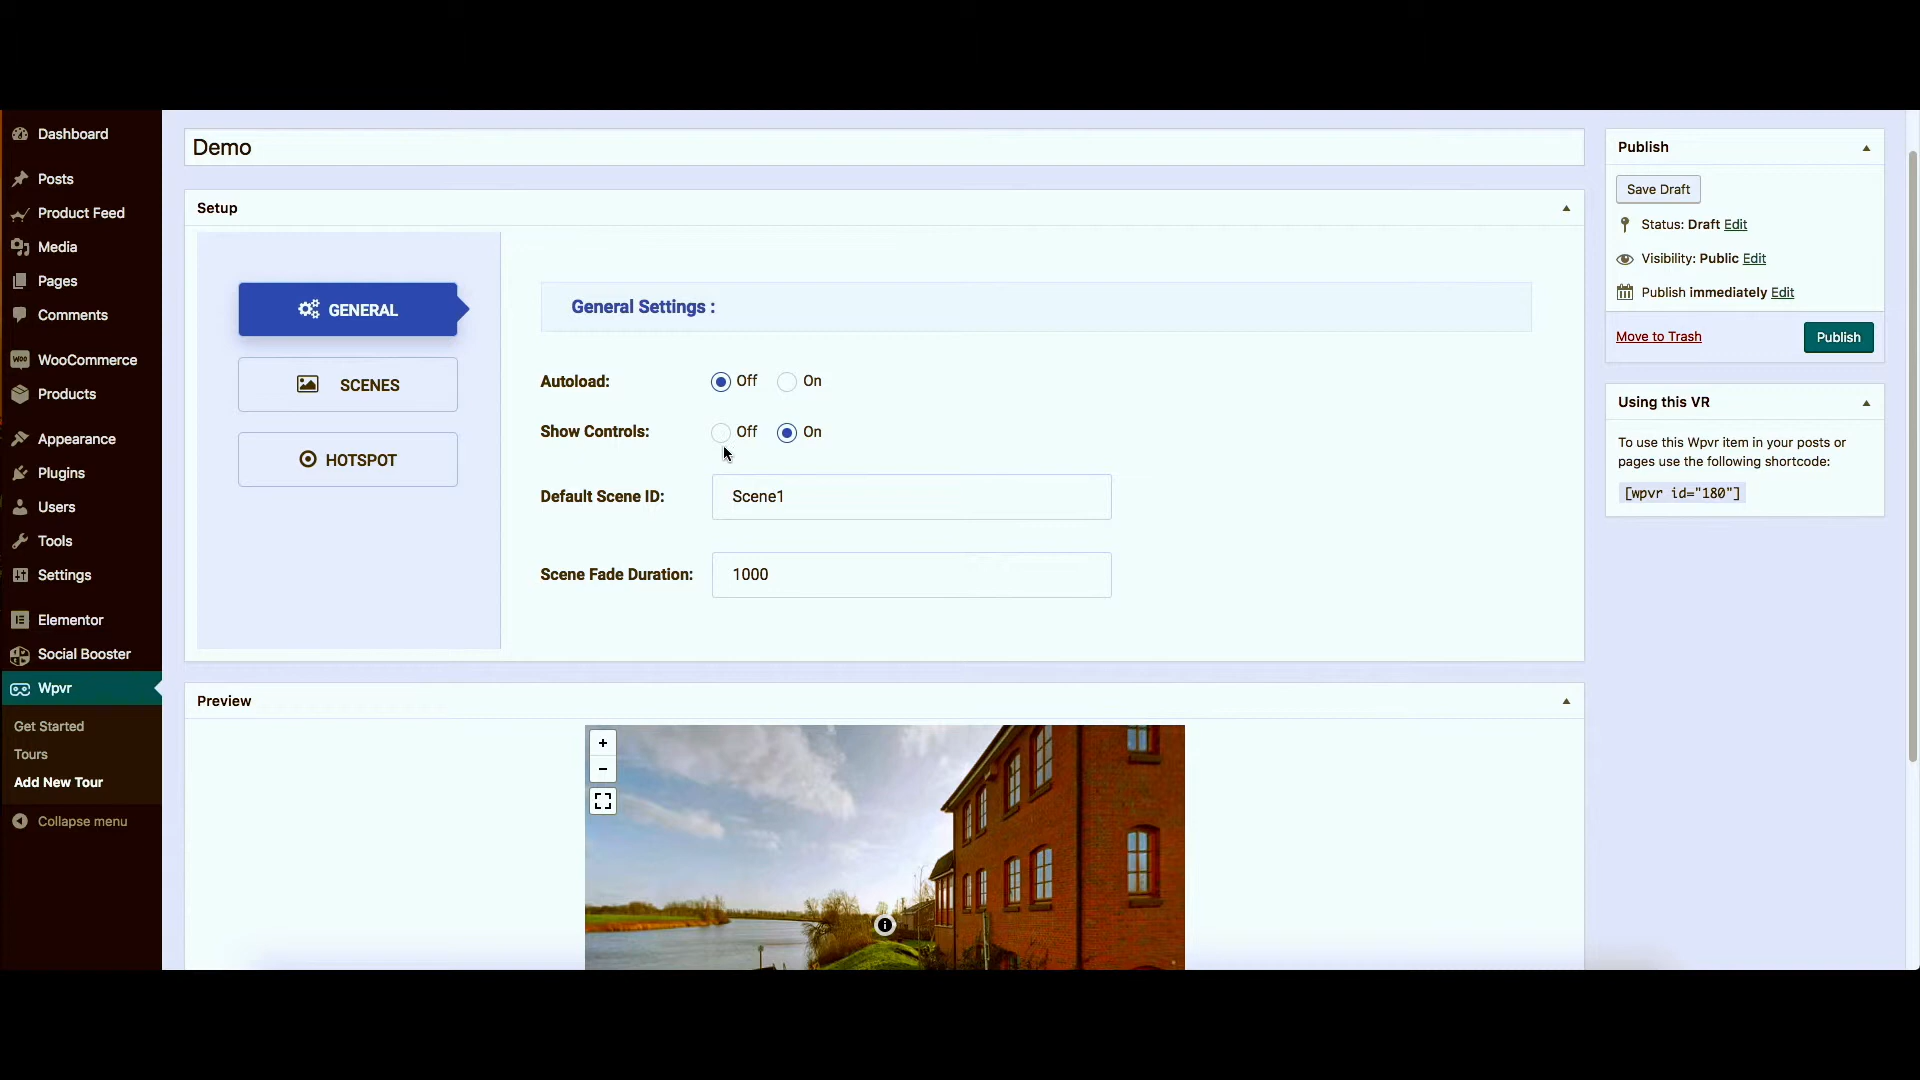 Dashboard
Posts
Product Feed
Media
Pages
Comments
WooCommerce
Products
Appearance
Plugins
Users
Tools
Settings
Elementor
Social Booster
Wpvr
Get Started
Tours
Add New Tour
Collapse menu
Demo
Setup
GENERAL
SCENES
HOTSPOT
General Settings :
Autoload: Off On
Show Controls: Off On
Default Scene ID: Scene1
Scene Fade Duration: 1000
Preview
+
−
Publish
Save Draft
Status: Draft Edit
Visibility: Public Edit
Publish immediately Edit
Move to Trash
Publish
Using this VR
To use this Wpvr item in your posts or
pages use the following shortcode:
[wpvr id="180"]